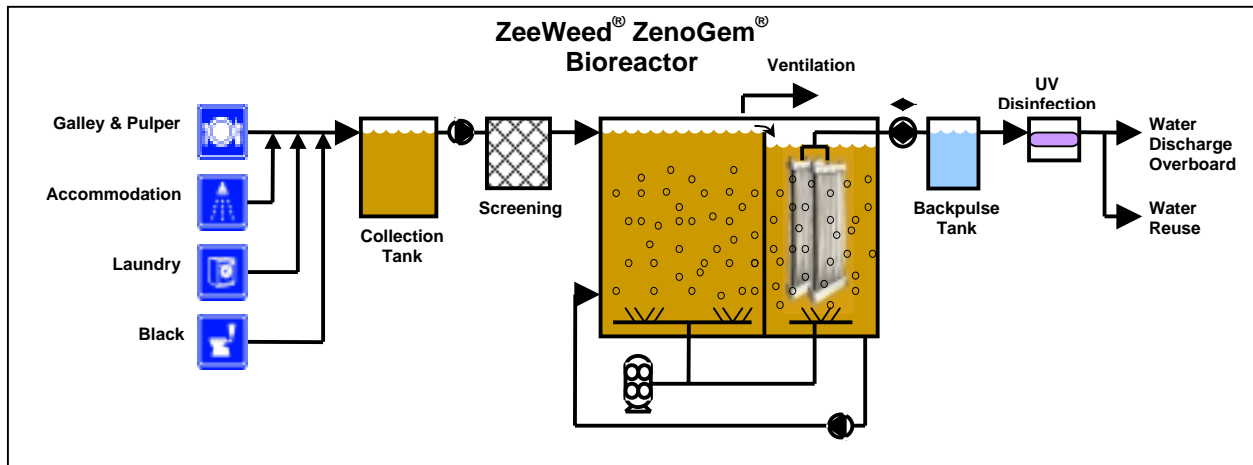 ZeeWeed® ZenoGem®
Bioreactor
Ventilation
UV
Disinfection
Galley & Pulper
Accommodation
Laundry
Black
Collection
Tank
Screening
Backpulse
Tank
Water
Discharge
Overboard
Water
Reuse